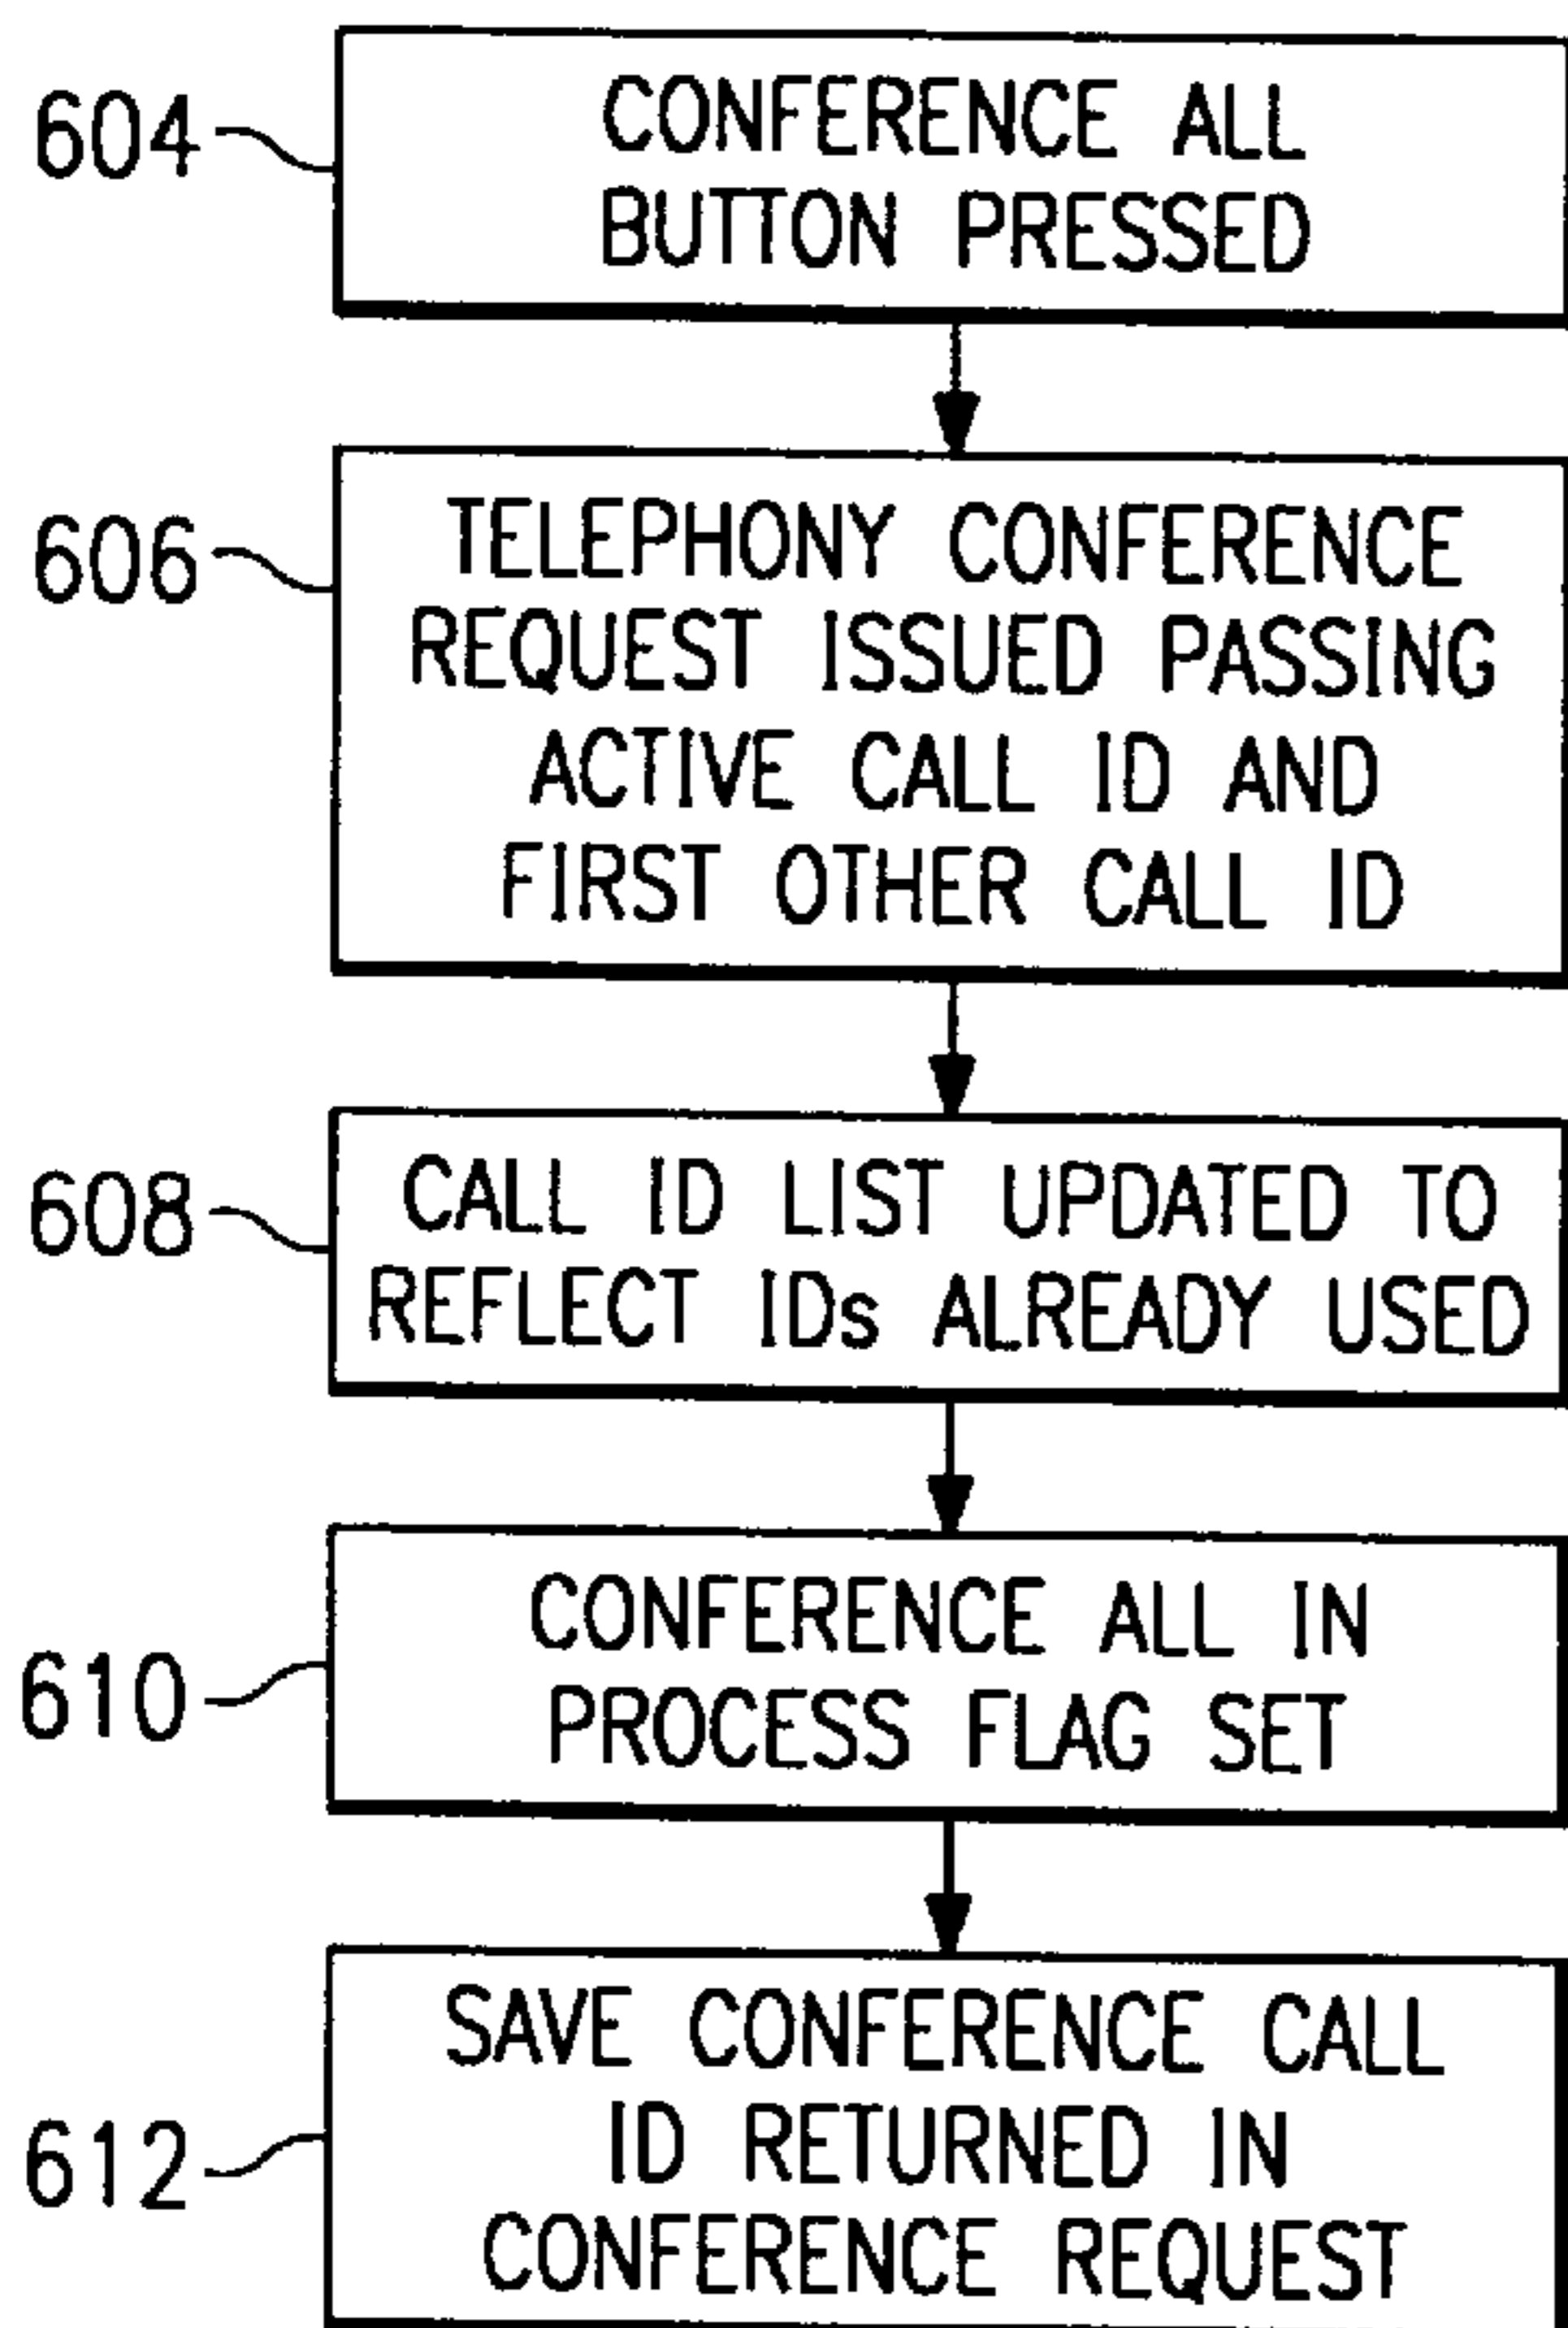 604
CONFERENCE ALL
BUTTON PRESSED
606
TELEPHONY CONFERENCE
REQUEST ISSUED PASSING
ACTIVE CALL ID AND
FIRST OTHER CALL ID
608
CALL ID LIST UPDATED TO
REFLECT IDs ALREADY USED
610
CONFERENCE ALL IN
PROCESS FLAG SET
612
SAVE CONFERENCE CALL
ID RETURNED IN
CONFERENCE REQUEST